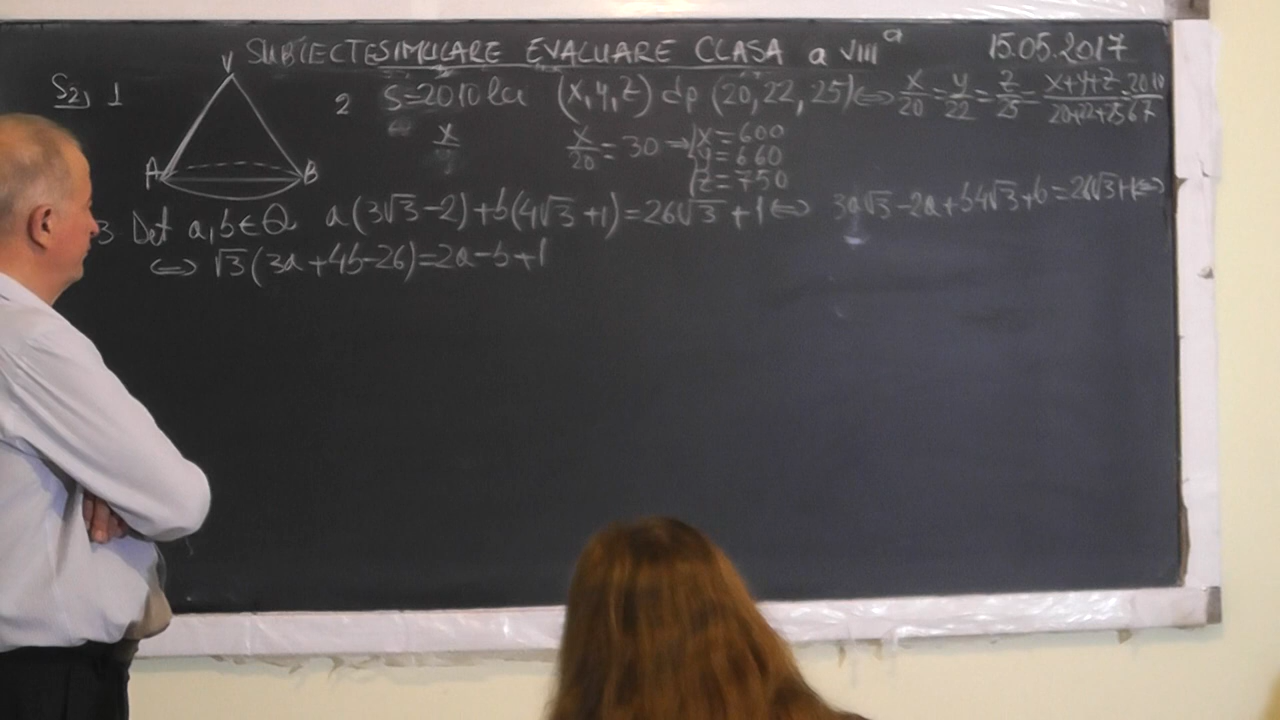 SUBIECTE SIMULARE EVALUARE CLASA a VIIIª 15.05.2017
S2, 1
V
A B
2 S=2010 lei (x,y,z) dp (20,22,25) ⇔ x/20 = y/22 = z/25 = x+y+z/20+22+25 = 2010/67
x x/20 = 30 ⇒ x=600
y=660
z=750
3 Det a,b∈Q a(3√3-2)+b(4√3+1)=26√3+1 ⇔ 3a√3-2a+b4√3+b=26√3+1 ⇔
⇔ √3(3a+4b-26)=2a-b+1